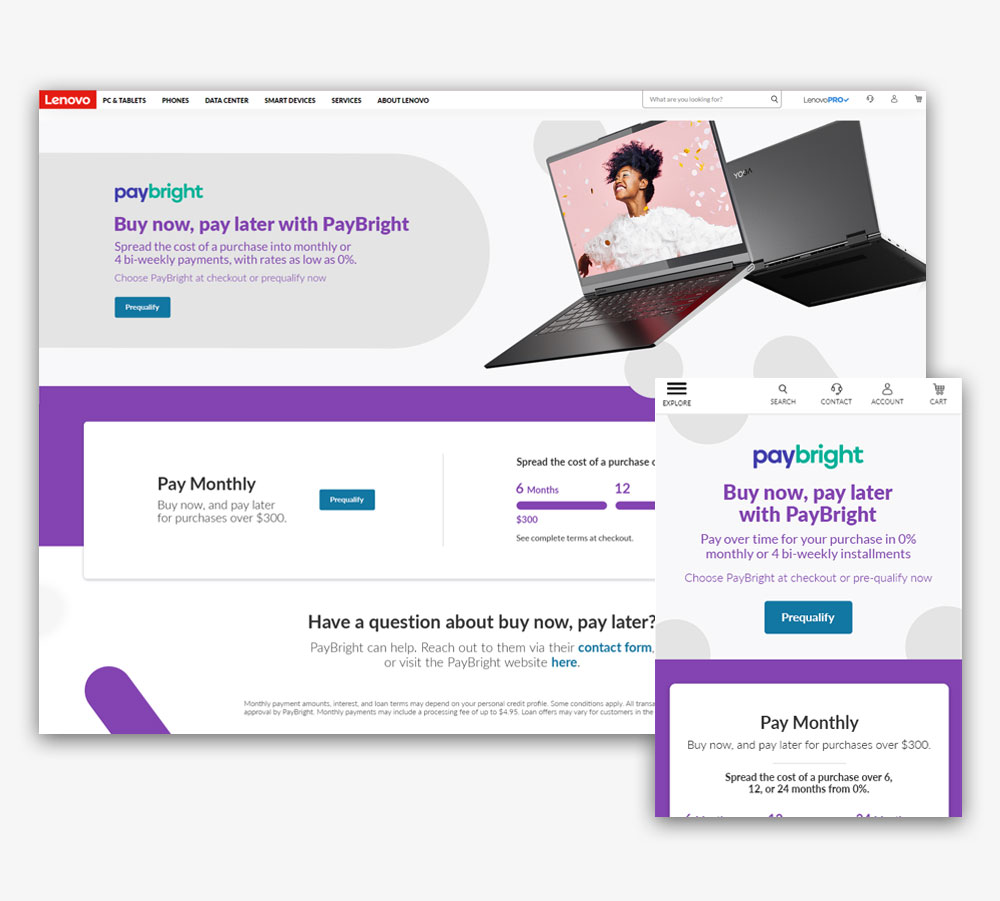 Lenovo PC & TABLETS PHONES DATA CENTER SMART DEVICES SERVICES ABOUT LENOVO What are you looking for? LenovoPRO
YOGA
paybright
Buy now, pay later with PayBright
Spread the cost of a purchase into monthly or
4 bi-weekly payments, with rates as low as 0%.
Choose PayBright at checkout or prequalify now
Prequalify
Pay Monthly
Buy now, and pay later
for purchases over $300.
Prequalify
Spread the cost of a purchase
6 Months 12
$300
See complete terms at checkout.
Have a question about buy now, pay later?
PayBright can help. Reach out to them via their contact form,
or visit the PayBright website here.
Monthly payment amounts, interest, and loan terms may depend on your personal credit profile. Some conditions apply. All
approval by PayBright. Monthly payments may include a processing fee of up to $4.95. Loan offers may vary for customers in the
EXPLORE SEARCH CONTACT ACCOUNT CART
paybright
Buy now, pay later
with PayBright
Pay over time for your purchase in 0%
monthly or 4 bi-weekly installments
Choose PayBright at checkout or pre-qualify now
Prequalify
Pay Monthly
Buy now, and pay later for purchases over $300.
Spread the cost of a purchase over 6,
12, or 24 months from 0%.